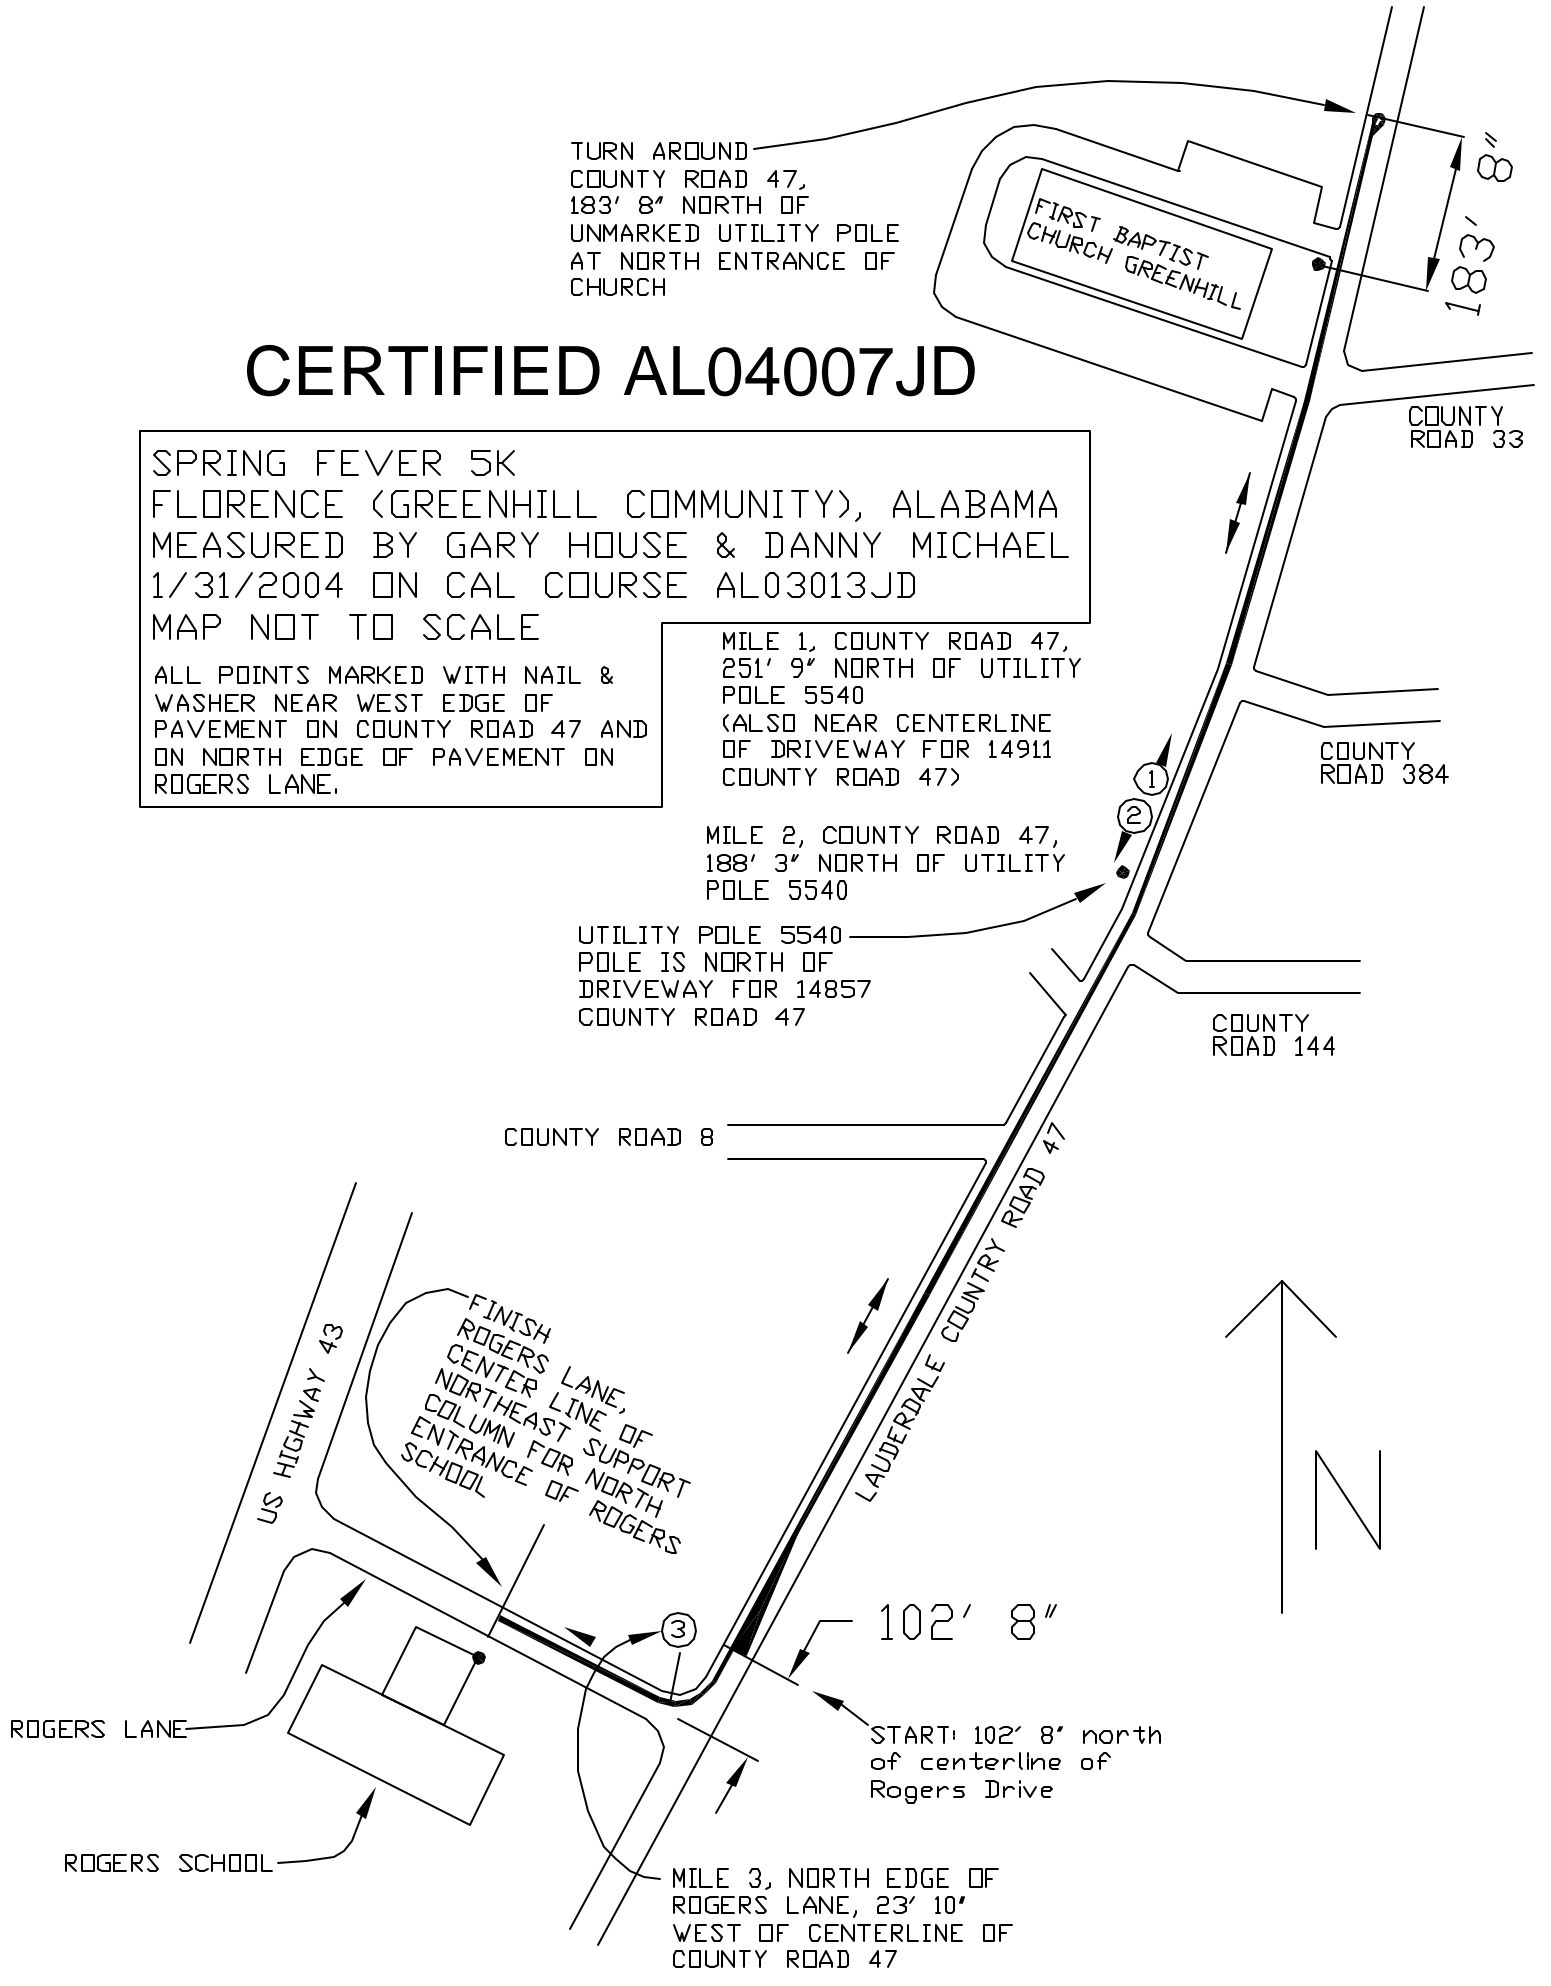 TURN AROUND
COUNTY ROAD 47,
183' 8" NORTH OF
UNMARKED UTILITY POLE
AT NORTH ENTRANCE OF
CHURCH
183' 8"
FIRST BAPTIST
CHURCH GREENHILL
CERTIFIED AL04007JD
COUNTY
ROAD 33
SPRING FEVER 5K
FLORENCE (GREENHILL COMMUNITY), ALABAMA
MEASURED BY GARY HOUSE & DANNY MICHAEL
1/31/2004 ON CAL COURSE AL03013JD
MAP NOT TO SCALE
ALL POINTS MARKED WITH NAIL &
WASHER NEAR WEST EDGE OF
PAVEMENT ON COUNTY ROAD 47 AND
ON NORTH EDGE OF PAVEMENT ON
ROGERS LANE.
MILE 1, COUNTY ROAD 47,
251' 9" NORTH OF UTILITY
POLE 5540
(ALSO NEAR CENTERLINE
OF DRIVEWAY FOR 14911
COUNTY ROAD 47)
COUNTY
ROAD 384
1
2
MILE 2, COUNTY ROAD 47,
188' 3" NORTH OF UTILITY
POLE 5540
UTILITY POLE 5540
POLE IS NORTH OF
DRIVEWAY FOR 14857
COUNTY ROAD 47
COUNTY
ROAD 144
COUNTY ROAD 8
LAUDERDALE COUNTRY ROAD 47
US HIGHWAY 43
FINISH
ROGERS LANE,
CENTER LINE OF
NORTHEAST SUPPORT
COLUMN FOR NORTH
ENTRANCE OF ROGERS
SCHOOL
N
3
102' 8"
ROGERS LANE
START: 102' 8" north
of centerline of
Rogers Drive
ROGERS SCHOOL
MILE 3, NORTH EDGE OF
ROGERS LANE, 23' 10"
WEST OF CENTERLINE OF
COUNTY ROAD 47